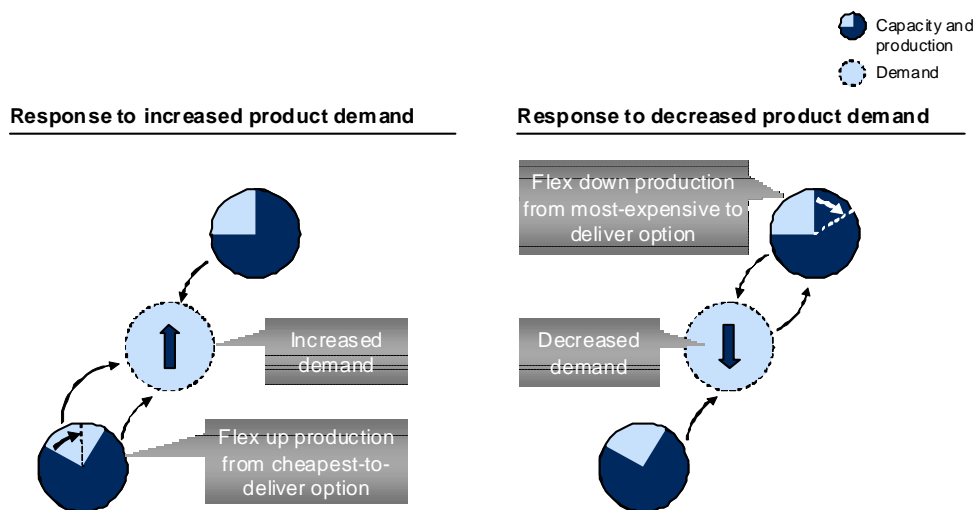 Capacity and
production
Demand
Response to increased product demand
Response to decreased product demand
Flex down production
from most-expensive to
deliver option
Increased
demand
Decreased
demand
Flex up production
from cheapest-to-
deliver option